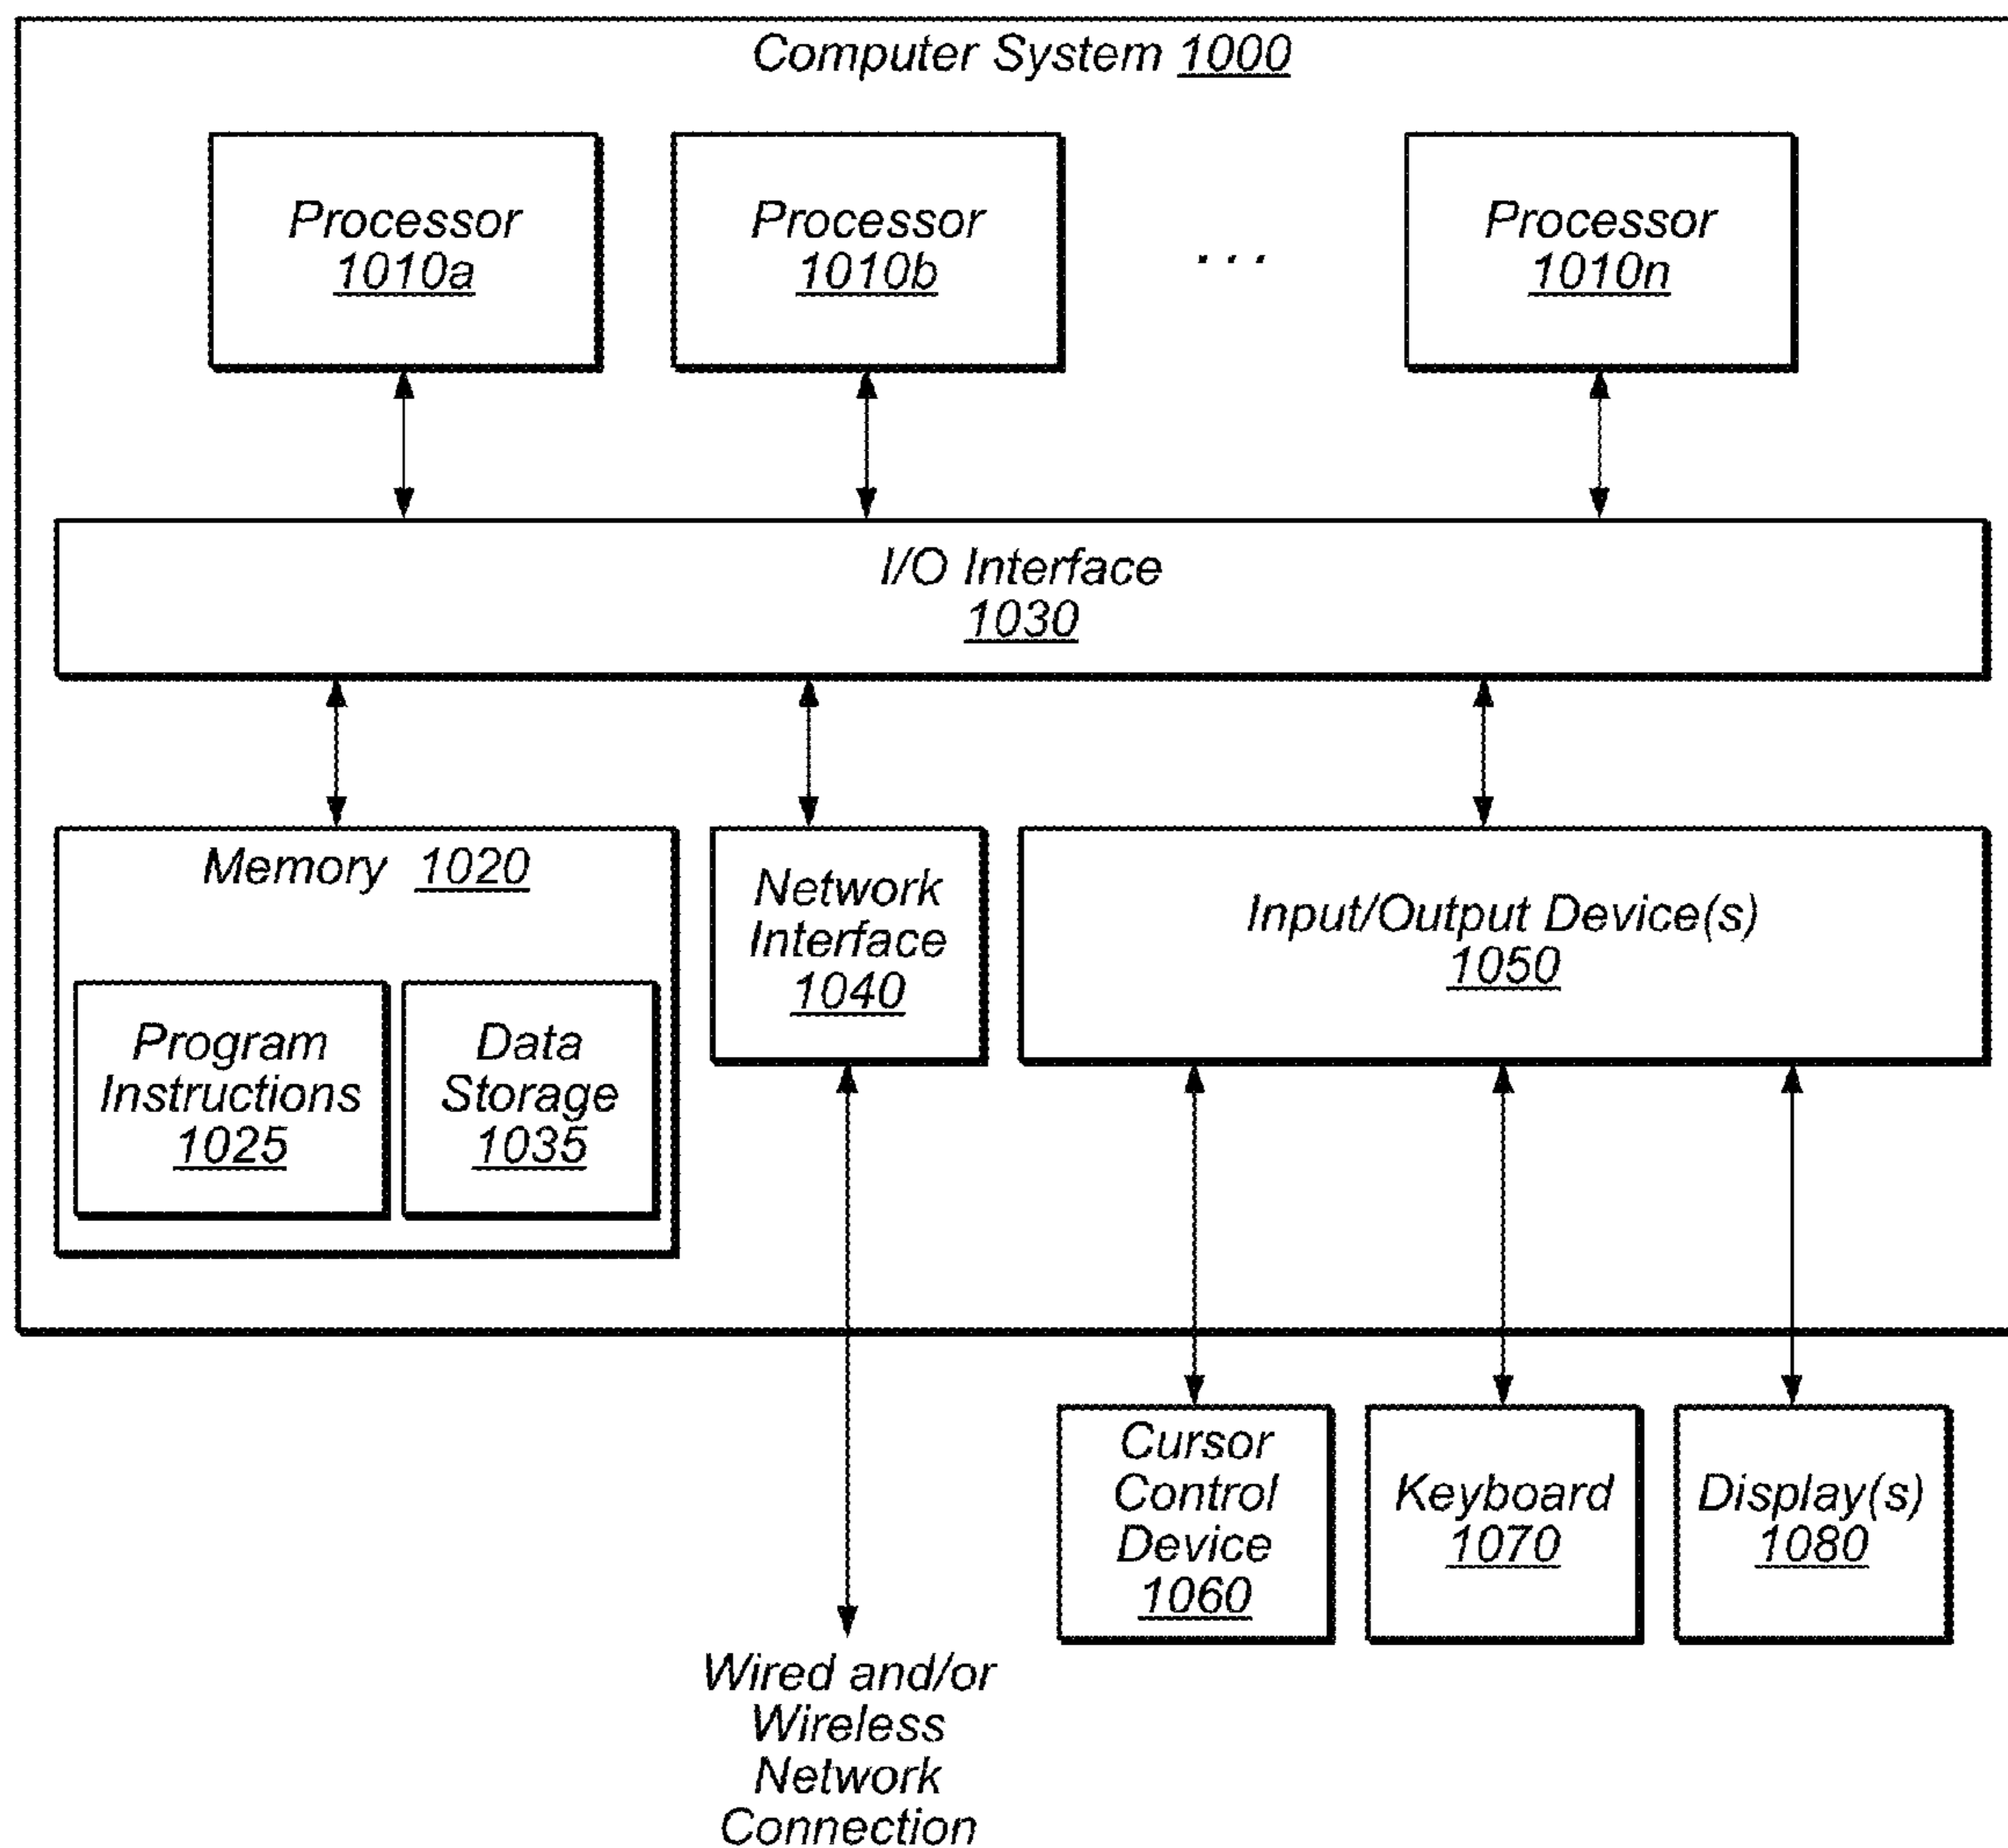 Computer System 1000
Processor
1010a
Processor
1010b
. . .
Processor
1010n
I/O Interface
1030
Memory 1020
Program
Instructions
1025
Data
Storage
1035
Network
Interface
1040
Input/Output Device(s)
1050
Cursor
Control
Device
1060
Keyboard
1070
Display(s)
1080
Wired and/or
Wireless
Network
Connection